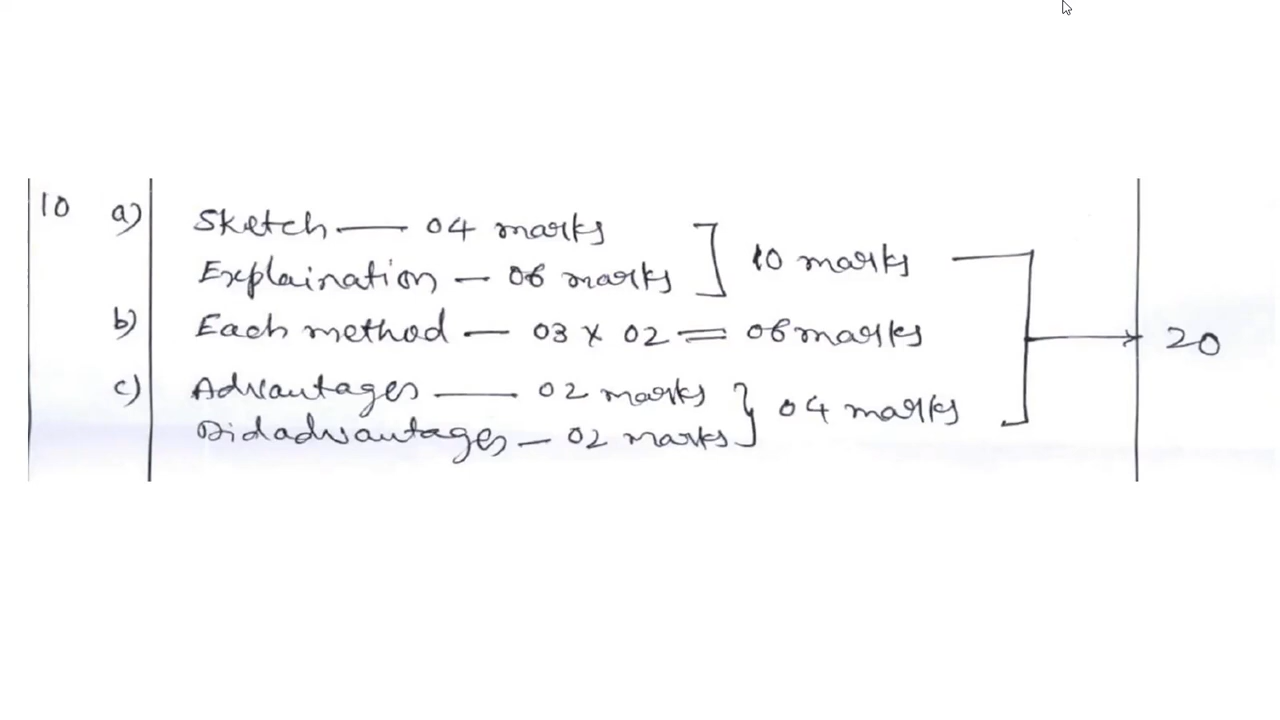 10 a) Sketch — 04 marks ] 10 marks
Explaination — 06 marks
b) Each method — 03 x 02 = 06 marks → 20
c) Advantages — 02 marks } 04 marks
Disadvantages — 02 marks